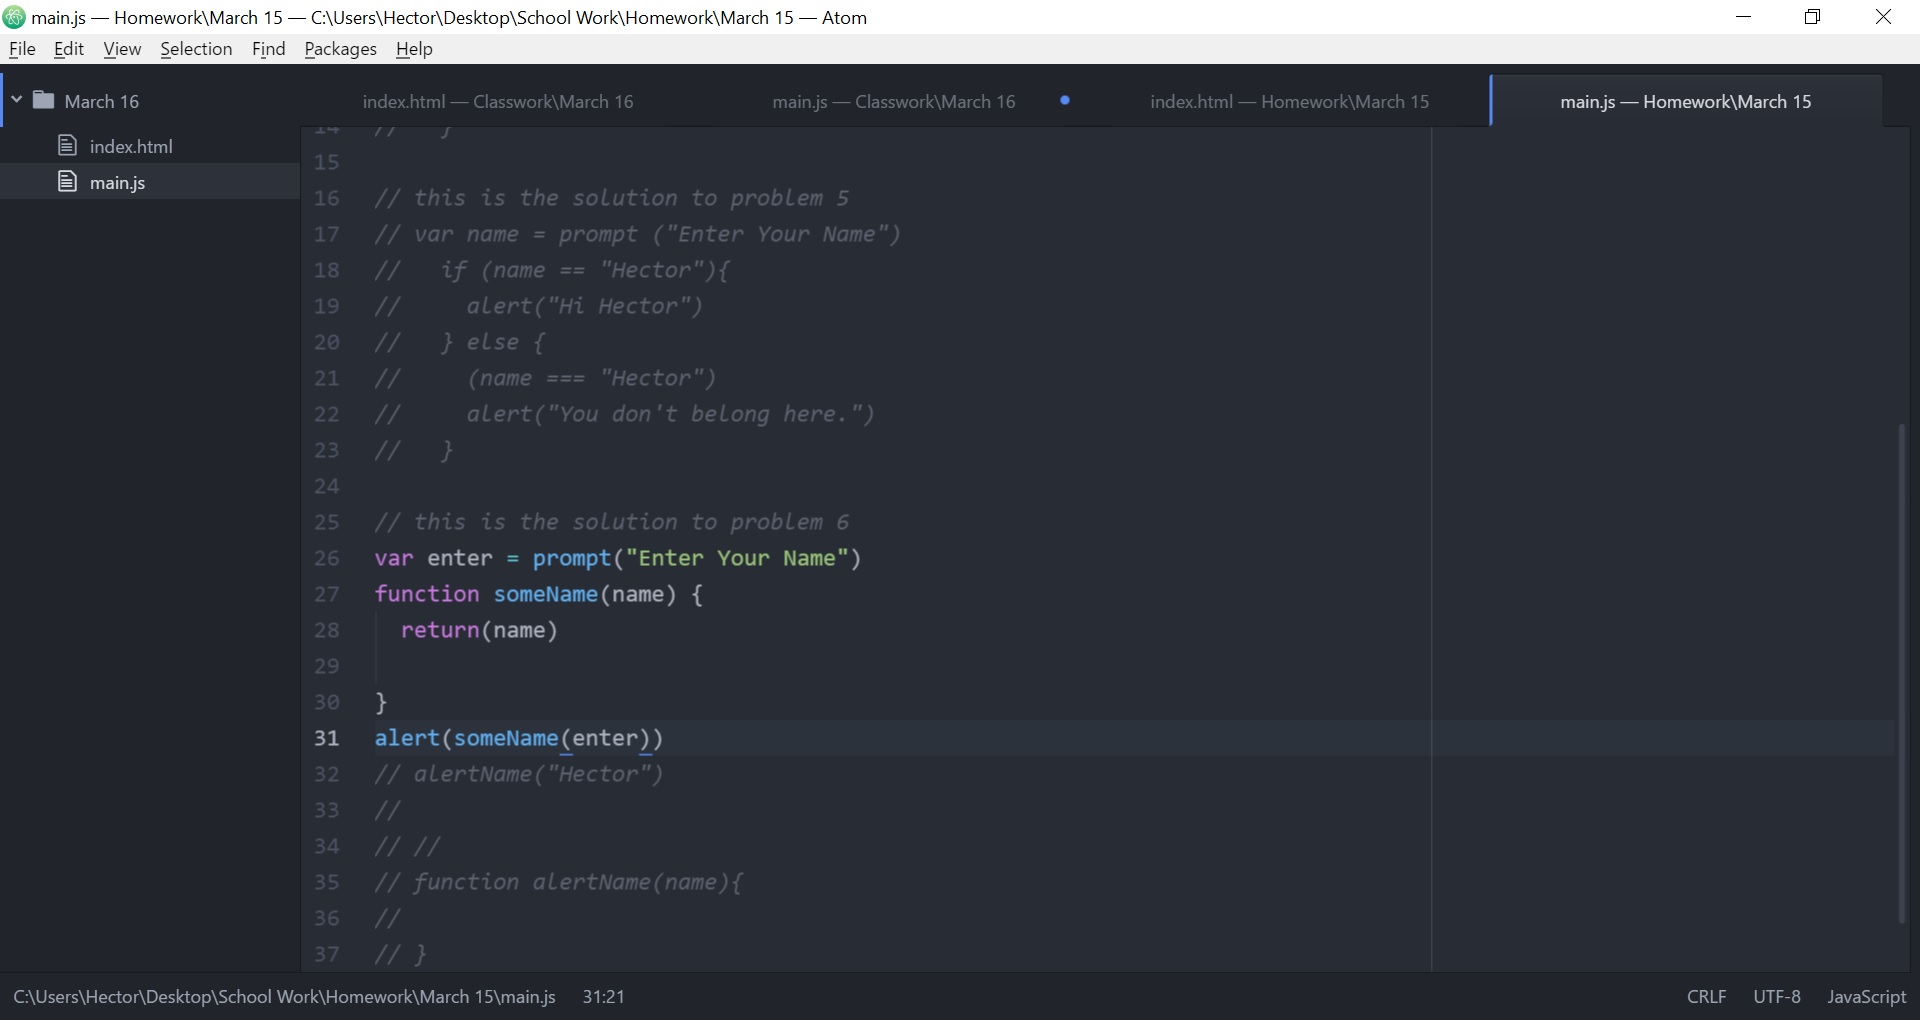 main.js — Homework\March 15 — C:\Users\Hector\Desktop\School Work\Homework\March 15 — Atom
File Edit View Selection Find Packages Help
March 16
index.html
main.js
index.html — Classwork\March 16
main.js — Classwork\March 16
index.html — Homework\March 15
main.js — Homework\March 15
14 // }
15
16 // this is the solution to problem 5
17 // var name = prompt ("Enter Your Name")
18 //   if (name == "Hector"){
19 //     alert("Hi Hector")
20 //   } else {
21 //     (name === "Hector")
22 //     alert("You don't belong here.")
23 //   }
24
25 // this is the solution to problem 6
26 var enter = prompt("Enter Your Name")
27 function someName(name) {
28   return(name)
29
30 }
31 alert(someName(enter))
32 // alertName("Hector")
33 //
34 // //
35 // function alertName(name){
36 //
37 // }
C:\Users\Hector\Desktop\School Work\Homework\March 15\main.js 31:21 CRLF UTF-8 JavaScript